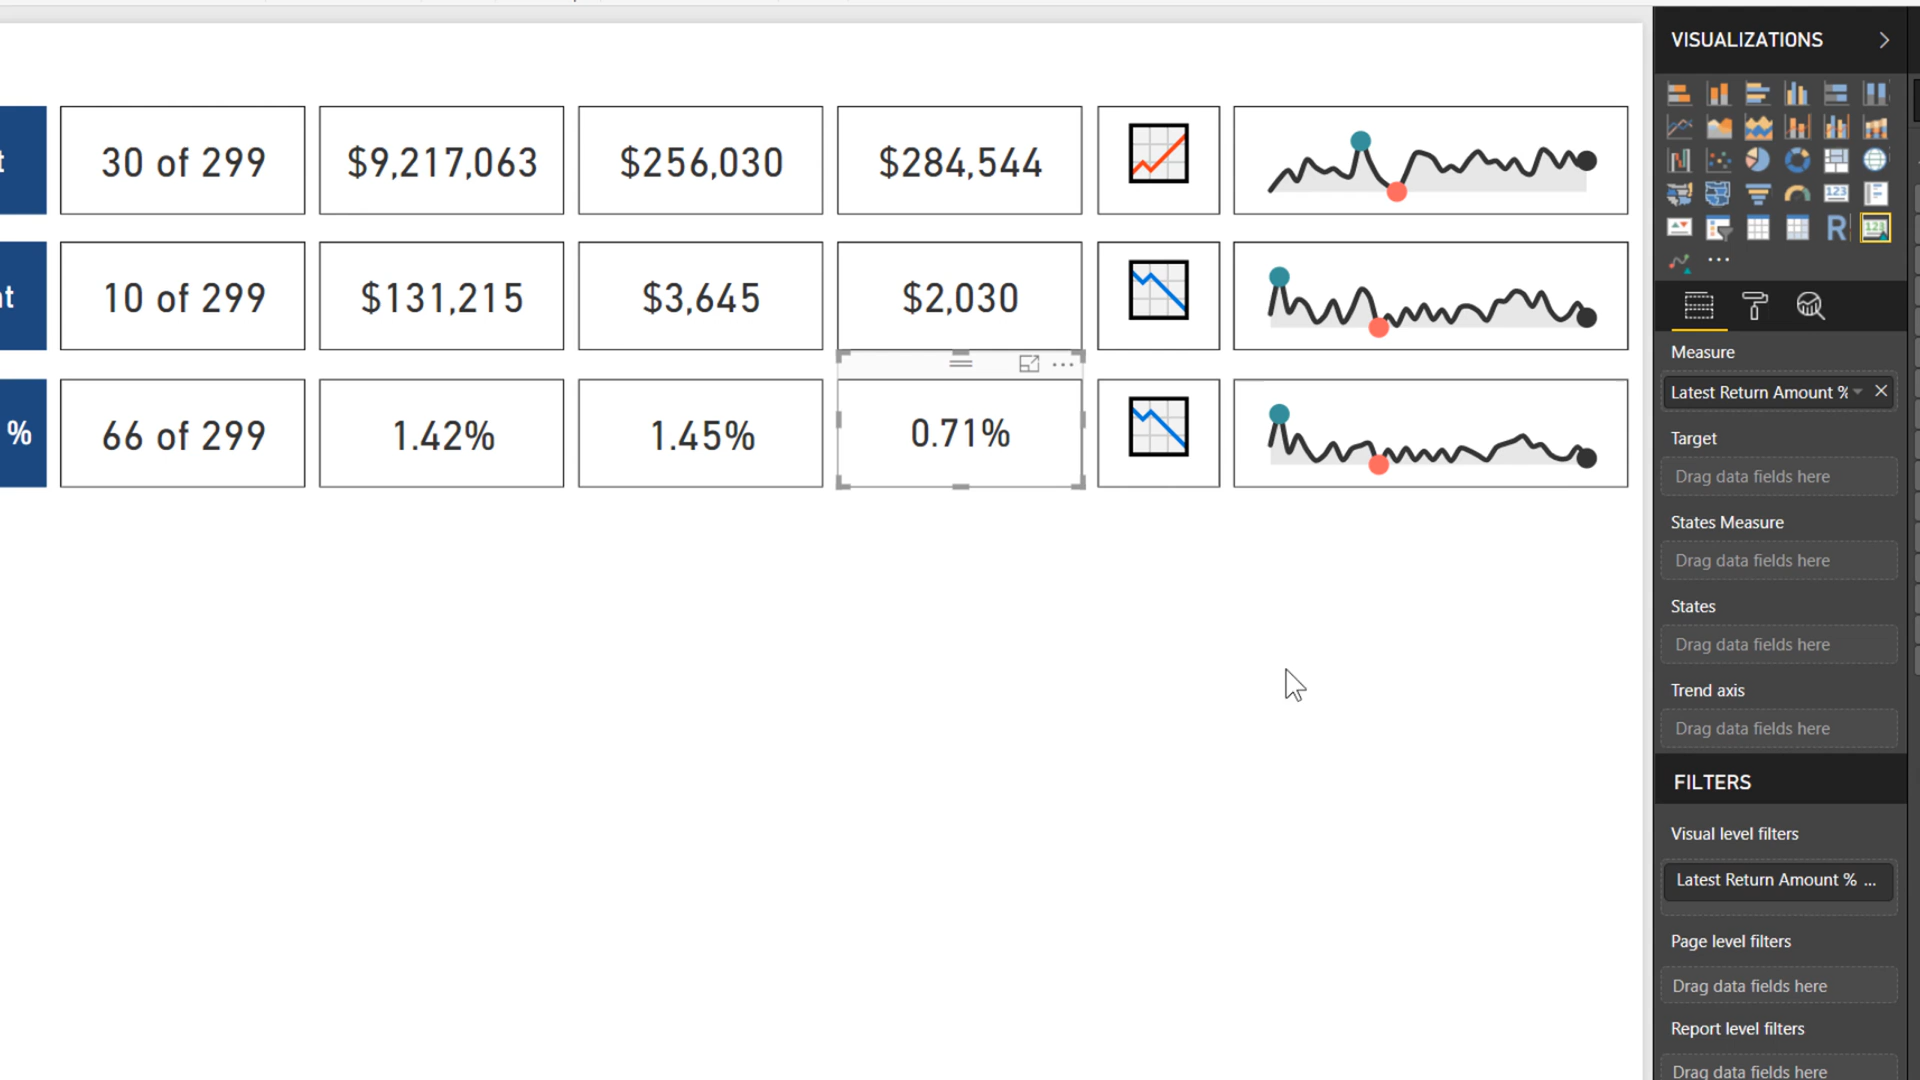 VISUALIZATIONS
t 30 of 299 $9,217,063 $256,030 $284,544
nt 10 of 299 $131,215 $3,645 $2,030
% 66 of 299 1.42% 1.45% 0.71%
123
R
123
Measure
Latest Return Amount %
Target
Drag data fields here
States Measure
Drag data fields here
States
Drag data fields here
Trend axis
Drag data fields here
FILTERS
Visual level filters
Latest Return Amount % ...
Page level filters
Drag data fields here
Report level filters
Drag data fields here